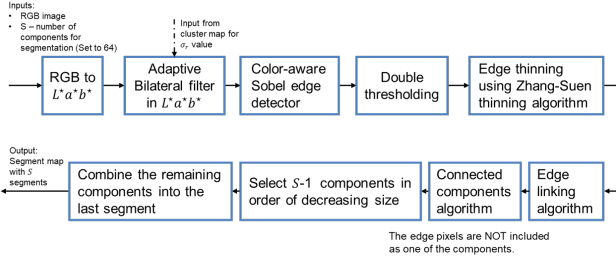 Inputs:
• RGB image
• S – number of
components for
segmentation (Set to 64)
Input from
cluster map for
σᵣ value
RGB to
L*a*b*
Adaptive
Bilateral filter
in L*a*b*
Color-aware
Sobel edge
detector
Double
thresholding
Edge thinning
using Zhang-Suen
thinning algorithm
Output:
Segment map
with S
segments
Combine the remaining
components into the
last segment
Select S-1 components in
order of decreasing size
Connected
components
algorithm
Edge
linking
algorithm
The edge pixels are NOT included
as one of the components.